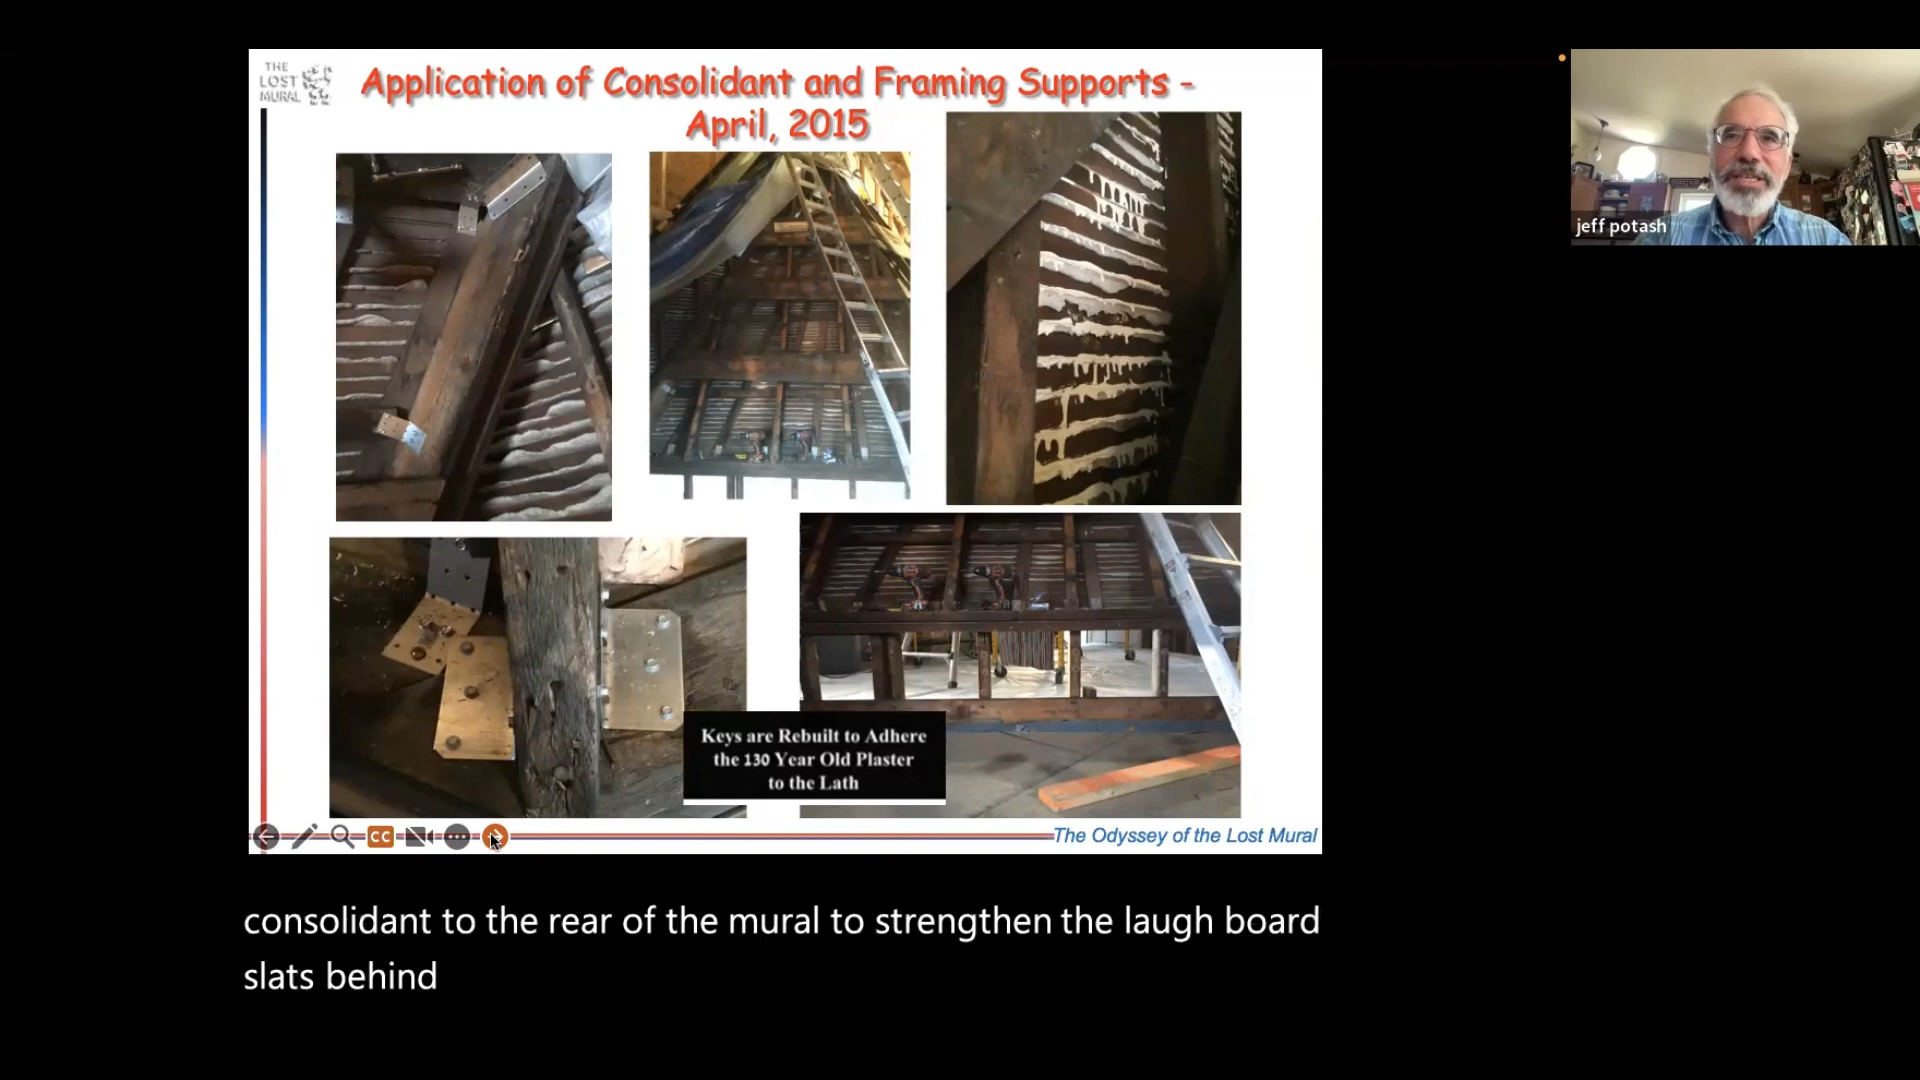 THE
LOST
MURAL
Application of Consolidant and Framing Supports -
April, 2015
jeff potash
Keys are Rebuilt to Adhere
the 130 Year Old Plaster
to the Lath
CC
The Odyssey of the Lost Mural
consolidant to the rear of the mural to strengthen the laugh board
slats behind